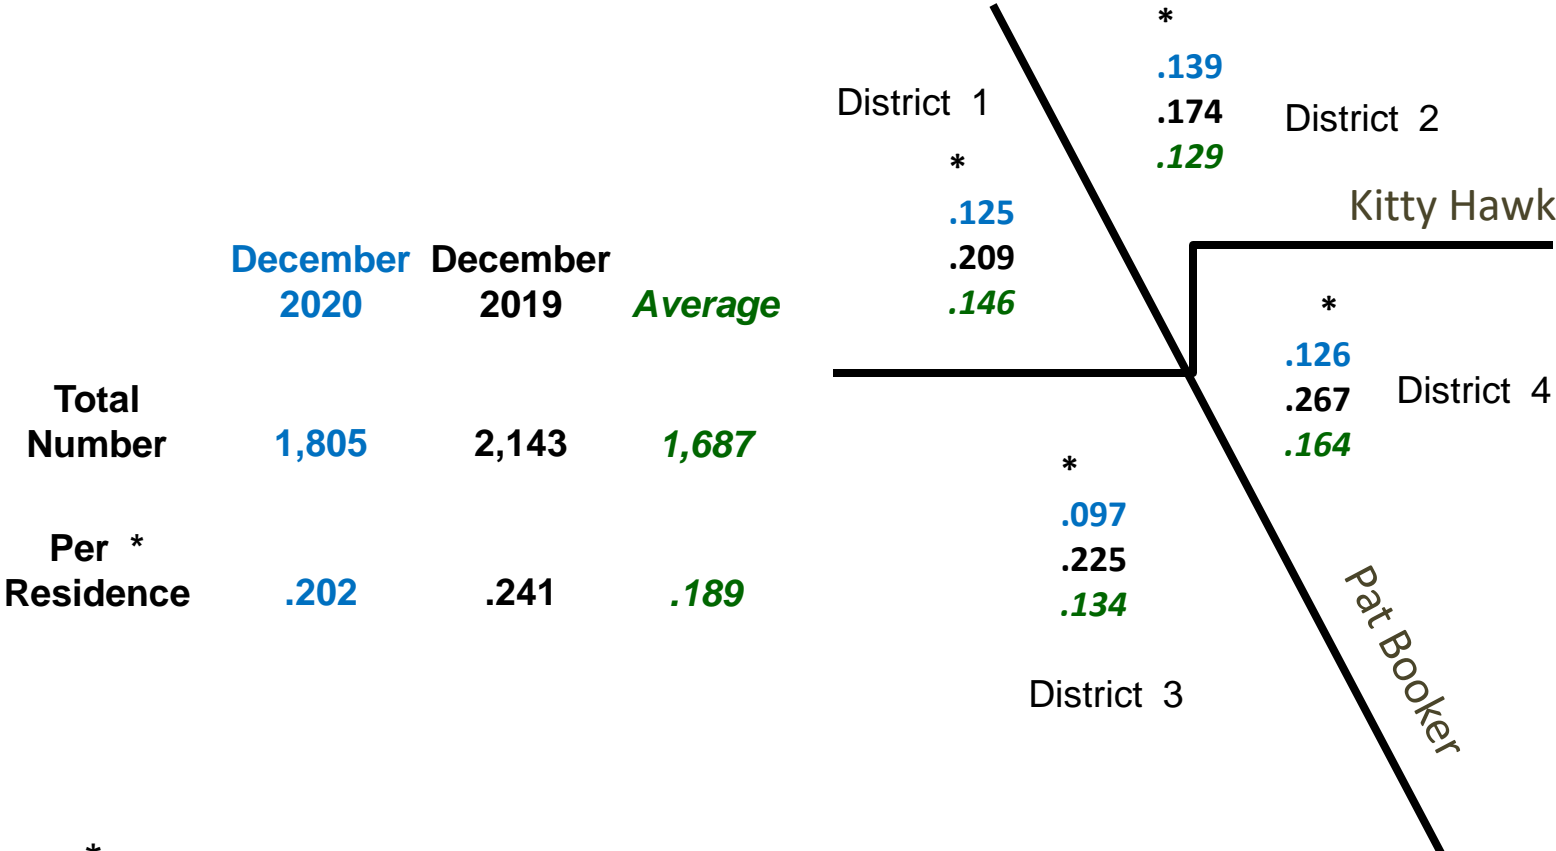 December December
2020 2019 Average
Total
Number 1,805 2,143 1,687
Per *
Residence .202 .241 .189
*
District 1
*
.125
.209
.146
*
.139
.174
.129
District 2
Kitty Hawk
*
.126
.267
.164
District 4
*
.097
.225
.134
District 3
Pat Booker